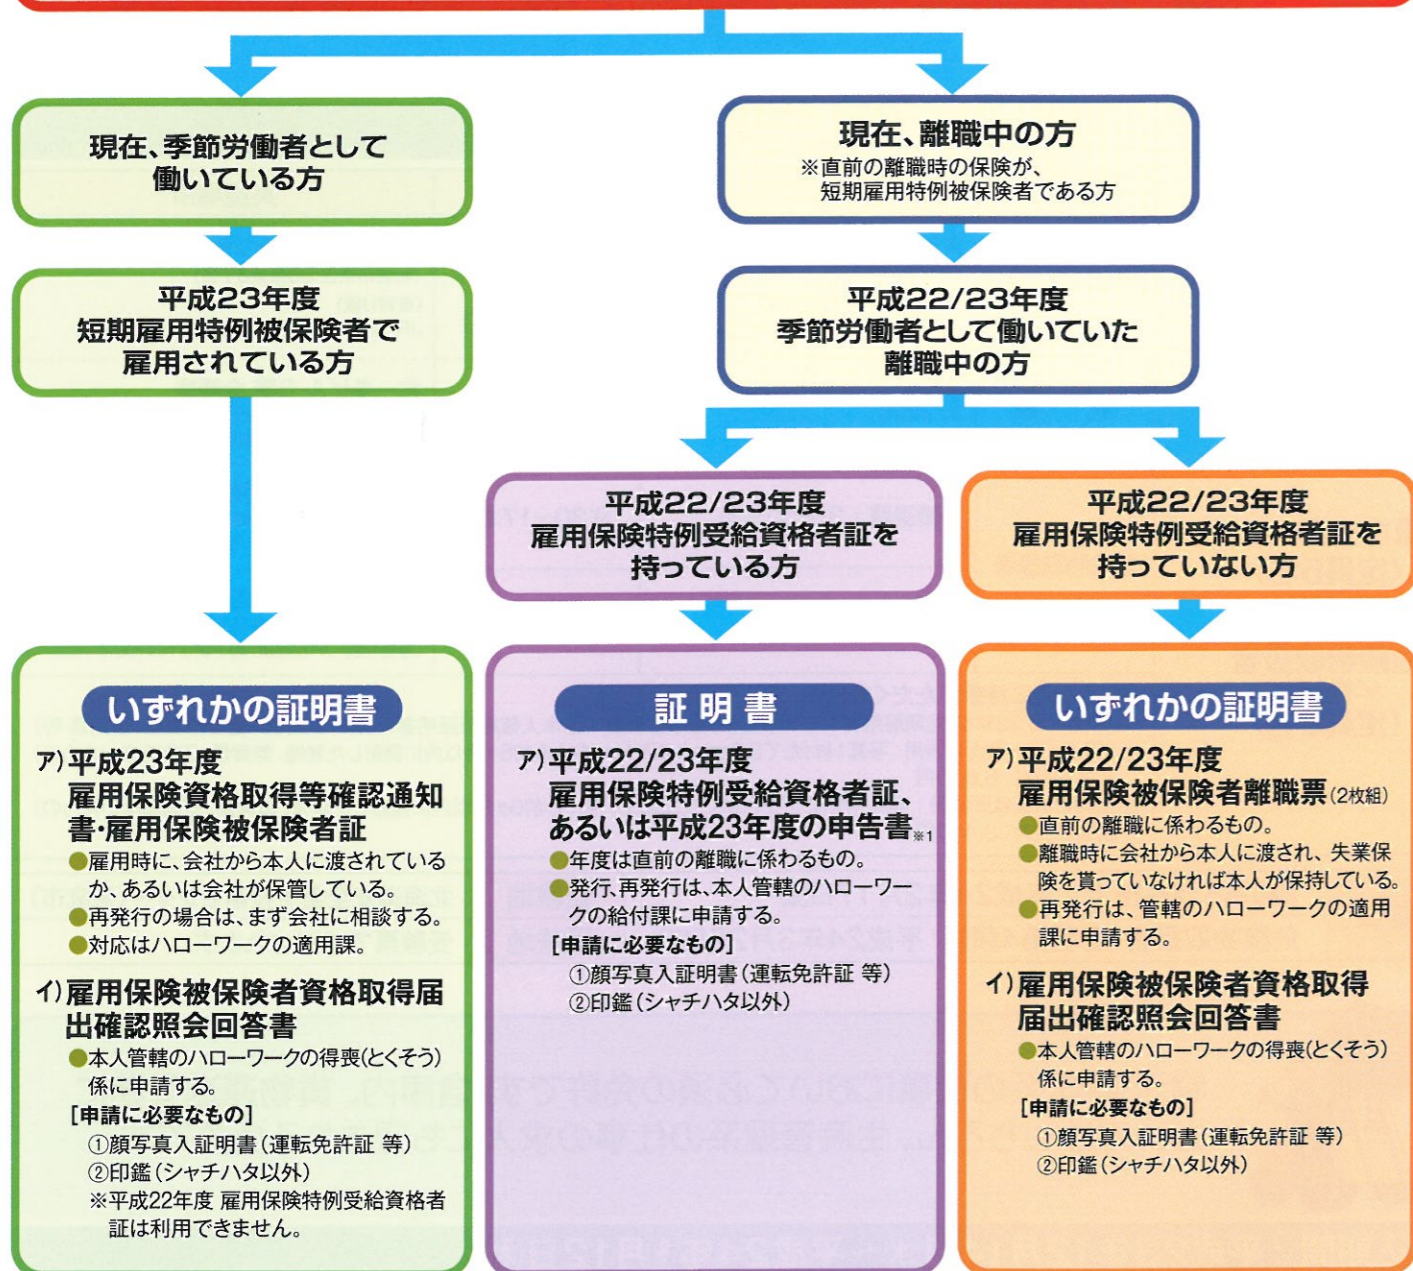 現在、季節労働者として
働いている方
現在、離職中の方
※直前の離職時の保険が、
短期雇用特例被保険者である方
平成23年度
短期雇用特例被保険者で
雇用されている方
平成22/23年度
季節労働者として働いていた
離職中の方
平成22/23年度
雇用保険特例受給資格者証を
持っている方
平成22/23年度
雇用保険特例受給資格者証を
持っていない方
いずれかの証明書
ア)平成23年度
雇用保険資格取得等確認通知
書・雇用保険被保険者証
●雇用時に、会社から本人に渡されている
か、あるいは会社が保管している。
●再発行の場合は、まず会社に相談する。
●対応はハローワークの適用課。
イ)雇用保険被保険者資格取得届
出確認照会回答書
●本人管轄のハローワークの得喪(とくそう)
係に申請する。
[申請に必要なもの]
①顔写真入証明書(運転免許証 等)
②印鑑(シャチハタ以外)
※平成22年度 雇用保険特例受給資格者
証は利用できません。
証明書
ア)平成22/23年度
雇用保険特例受給資格者証、
あるいは平成23年度の申告書※1
●年度は直前の離職に係わるもの。
●発行、再発行は、本人管轄のハローワー
クの給付課に申請する。
[申請に必要なもの]
①顔写真入証明書(運転免許証 等)
②印鑑(シャチハタ以外)
いずれかの証明書
ア)平成22/23年度
雇用保険被保険者離職票(2枚組)
●直前の離職に係わるもの。
●離職時に会社から本人に渡され、失業保
険を貰っていなければ本人が保持している。
●再発行は、管轄のハローワークの適用
課に申請する。
イ)雇用保険被保険者資格取得
届出確認照会回答書
●本人管轄のハローワークの得喪(とくそう)
係に申請する。
[申請に必要なもの]
①顔写真入証明書(運転免許証 等)
②印鑑(シャチハタ以外)